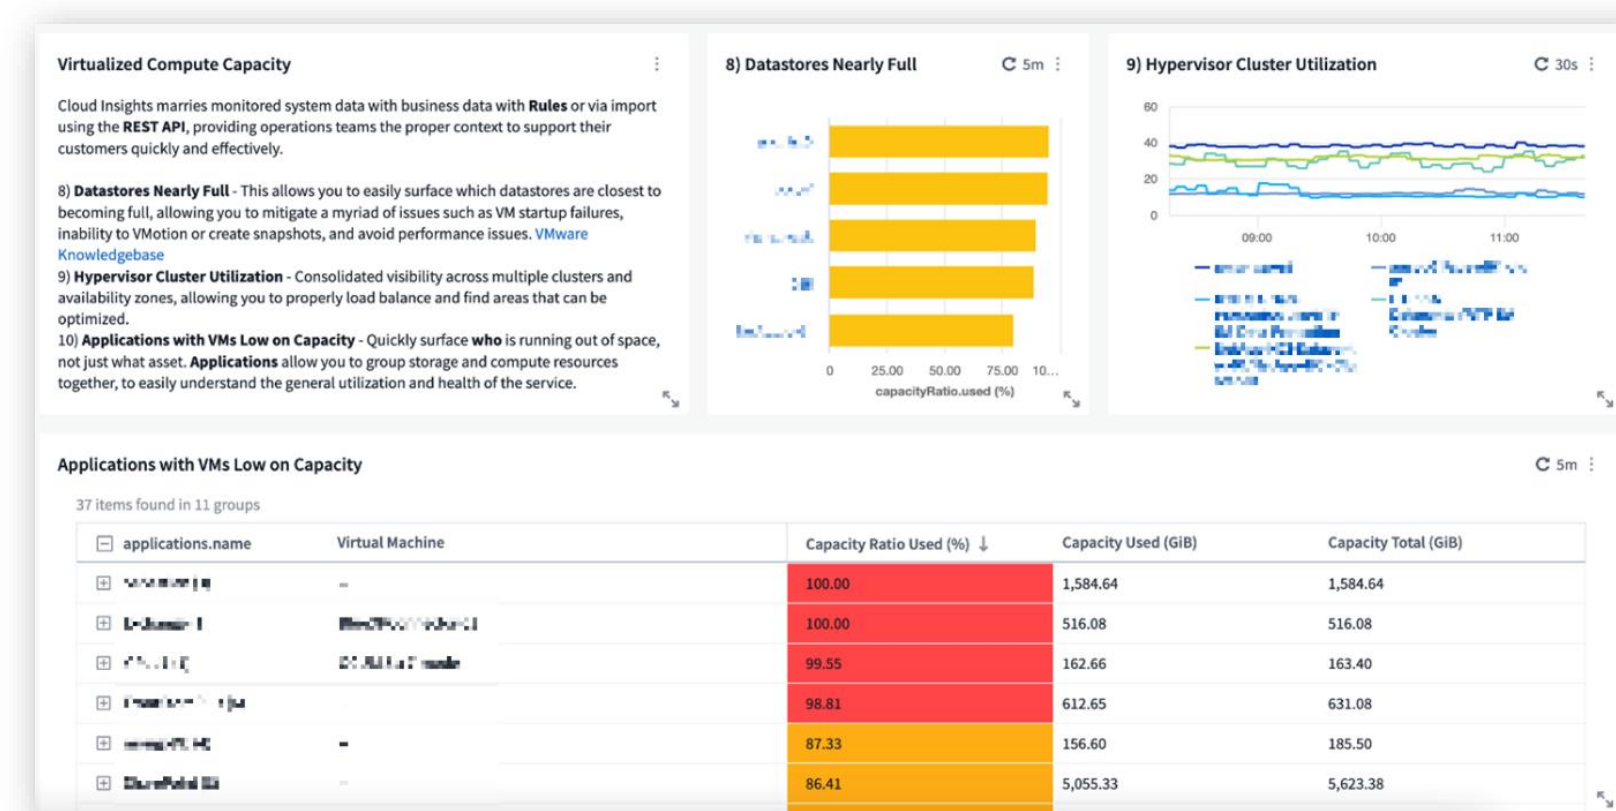 Virtualized Compute Capacity
Cloud Insights marries monitored system data with business data with Rules or via import
using the REST API, providing operations teams the proper context to support their
customers quickly and effectively.
8) Datastores Nearly Full - This allows you to easily surface which datastores are closest to
becoming full, allowing you to mitigate a myriad of issues such as VM startup failures,
inability to VMotion or create snapshots, and avoid performance issues. VMware
Knowledgebase
9) Hypervisor Cluster Utilization - Consolidated visibility across multiple clusters and
availability zones, allowing you to properly load balance and find areas that can be
optimized.
10) Applications with VMs Low on Capacity - Quickly surface who is running out of space,
not just what asset. Applications allow you to group storage and compute resources
together, to easily understand the general utilization and health of the service.
8) Datastores Nearly Full 5m
0 25.00 50.00 75.00 10...
capacityRatio.used (%)
9) Hypervisor Cluster Utilization 30s
60
40
20
0
09:00 10:00 11:00
Applications with VMs Low on Capacity 5m
37 items found in 11 groups
applications.name Virtual Machine Capacity Ratio Used (%) ↓ Capacity Used (GiB) Capacity Total (GiB)
– 100.00 1,584.64 1,584.64
100.00 516.08 516.08
99.55 162.66 163.40
98.81 612.65 631.08
– 87.33 156.60 185.50
– 86.41 5,055.33 5,623.38